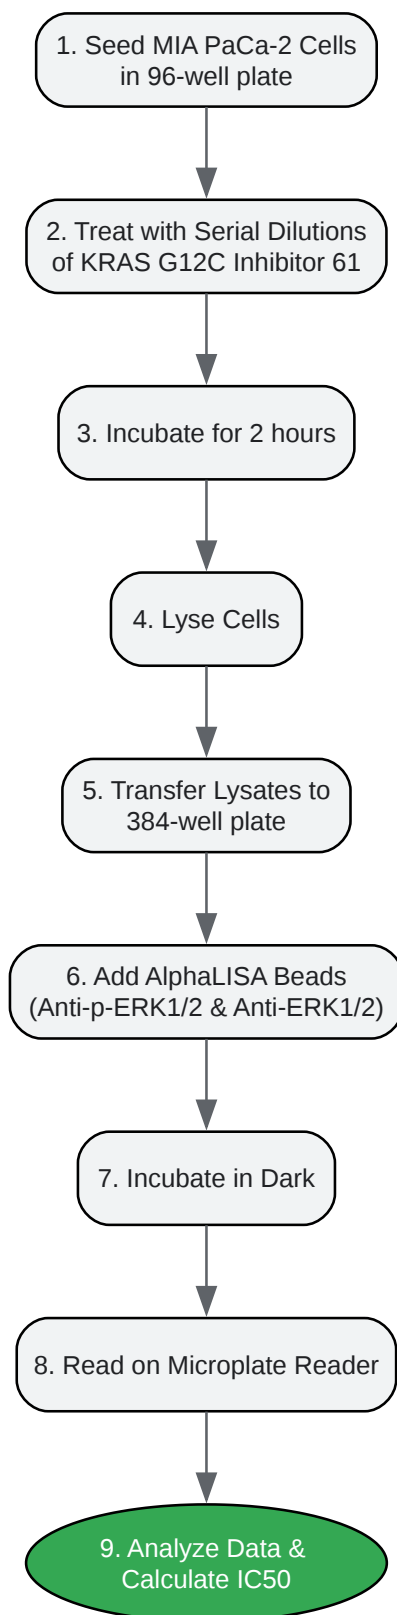 1. Seed MIA PaCa-2 Cells
in 96-well plate
2. Treat with Serial Dilutions
of KRAS G12C Inhibitor 61
3. Incubate for 2 hours
4. Lyse Cells
5. Transfer Lysates to
384-well plate
6. Add AlphaLISA Beads
(Anti-p-ERK1/2 & Anti-ERK1/2)
7. Incubate in Dark
8. Read on Microplate Reader
9. Analyze Data &
Calculate IC50